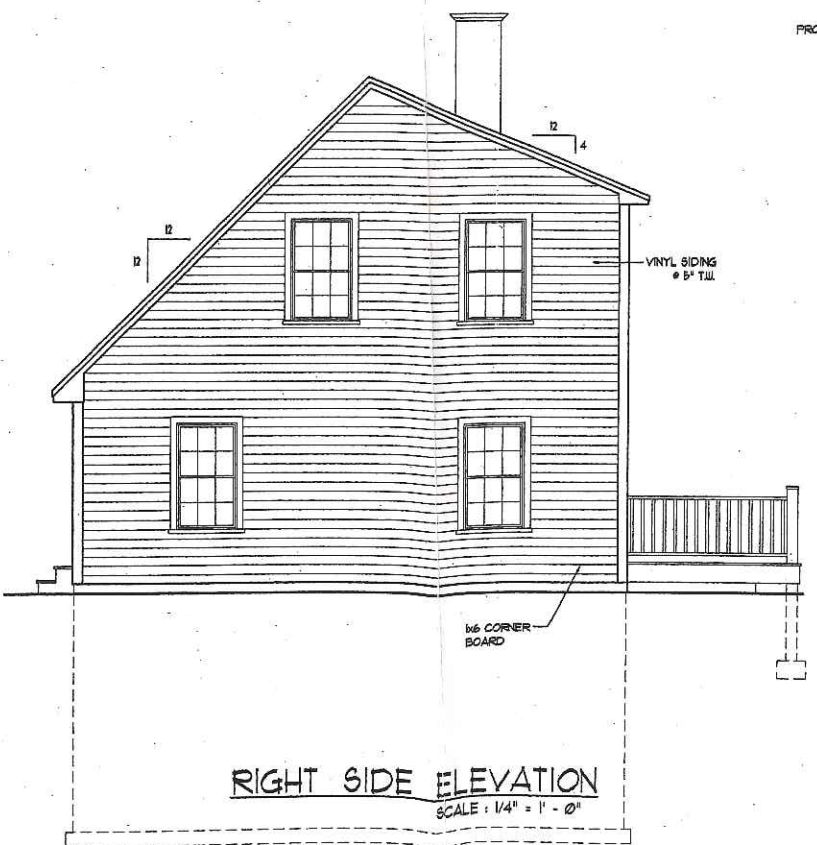 PRO
12
4
12
12
VINYL SIDING
@ 5" T.W.
1x6 CORNER
BOARD
RIGHT SIDE ELEVATION
SCALE : 1/4" = 1' - 0"